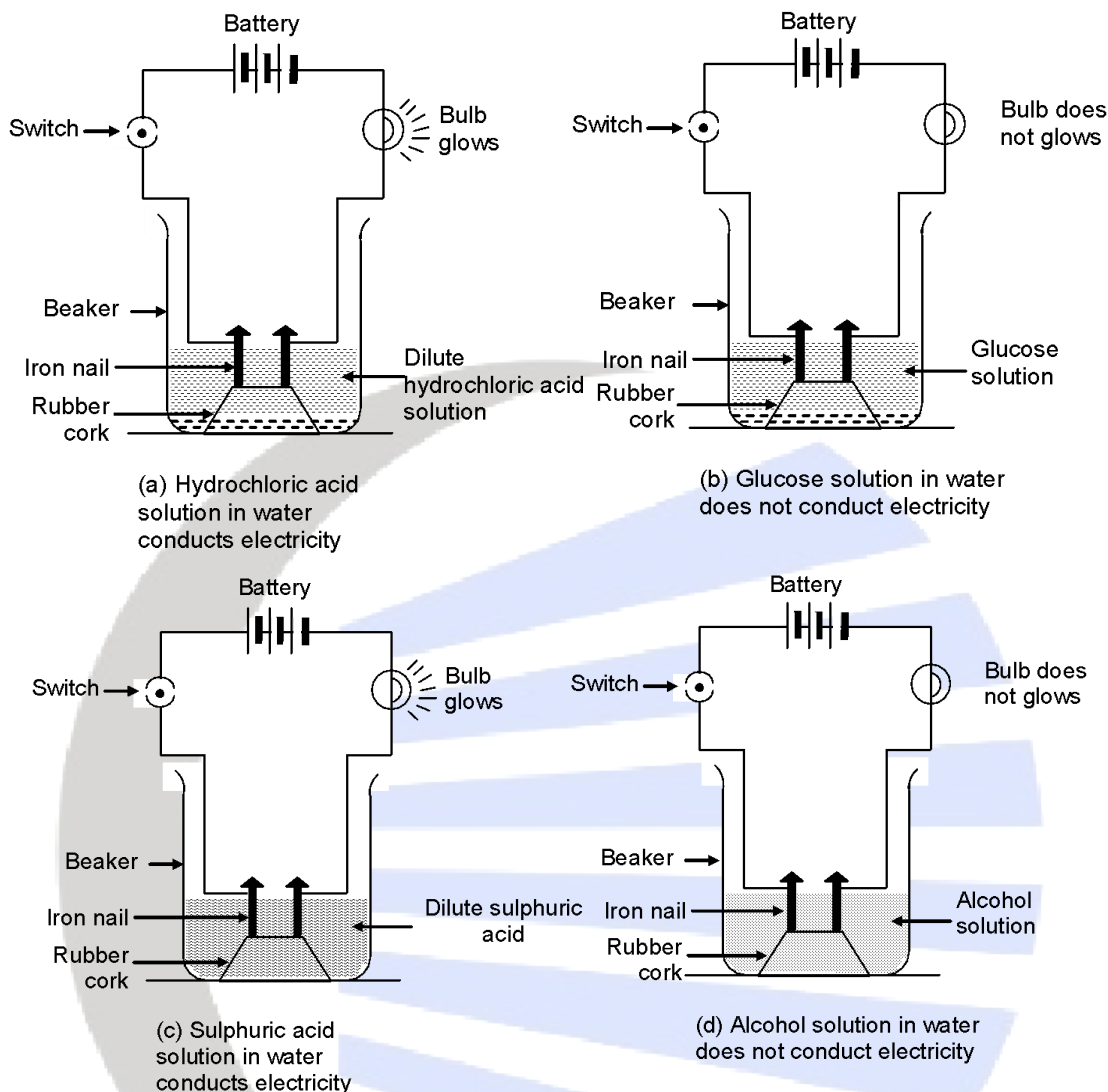 Battery
Switch
Bulb
glows
Beaker
Iron nail
Rubber
cork
Dilute
hydrochloric acid
solution
(a) Hydrochloric acid
solution in water
conducts electricity
Battery
Switch
Bulb does
not glows
Beaker
Iron nail
Rubber
cork
Glucose
solution
(b) Glucose solution in water
does not conduct electricity
Battery
Switch
Bulb
glows
Beaker
Iron nail
Rubber
cork
Dilute sulphuric
acid
(c) Sulphuric acid
solution in water
conducts electricity
Battery
Switch
Bulb does
not glows
Beaker
Iron nail
Rubber
cork
Alcohol
solution
(d) Alcohol solution in water
does not conduct electricity